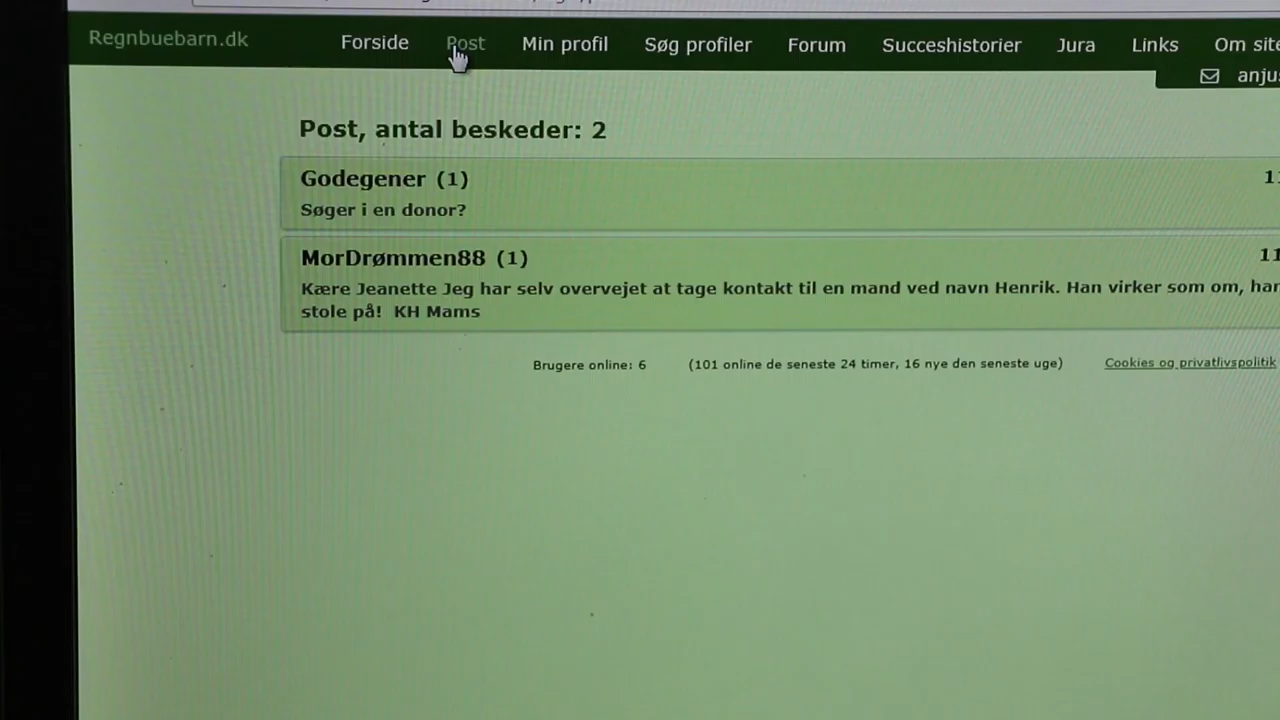 Regnbuebarn.dk Forside Post Min profil Søg profiler Forum Succeshistorier Jura Links Om
Post, antal beskeder: 2
Godegener (1)
Søger i en donor?
MorDrømmen88 (1)
Kære Jeanette Jeg har selv overvejet at tage kontakt til en mand ved navn Henrik. Han virker som om,
stole på! KH Mams
Brugere online: 6 (101 online de seneste 24 timer, 16 nye den seneste uge) Cookies og privatlivspolitik